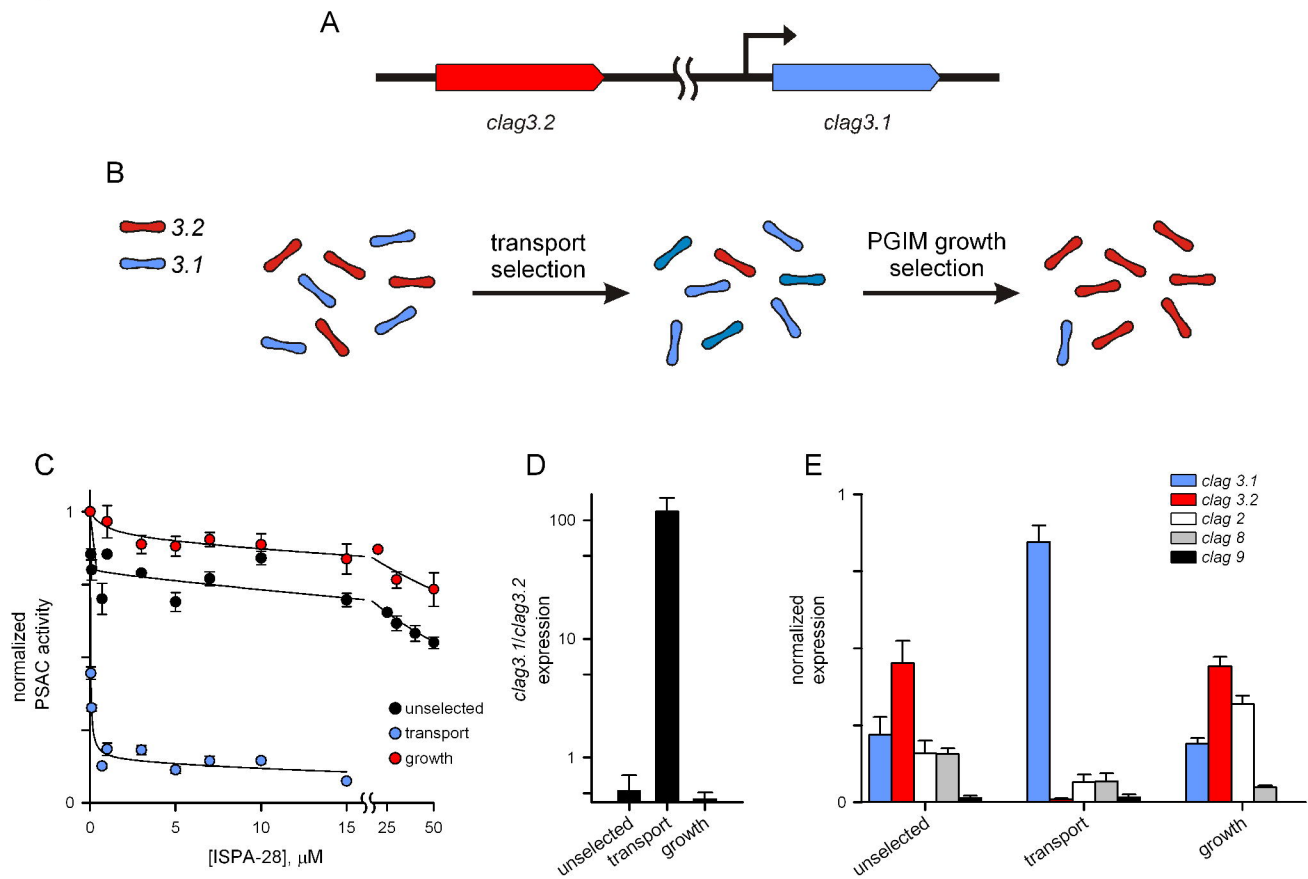 A
clag3.2
clag3.1
B
3.2
3.1
transport
selection
PGIM growth
selection
C
normalized
PSAC activity
1
0
0
5
10
15
25
50
[ISPA-28], μM
unselected
transport
growth
D
clag3.1/clag3.2
expression
100
10
1
unselected
transport
growth
E
normalized
expression
1
0
clag 3.1
clag 3.2
clag 2
clag 8
clag 9
unselected
transport
growth